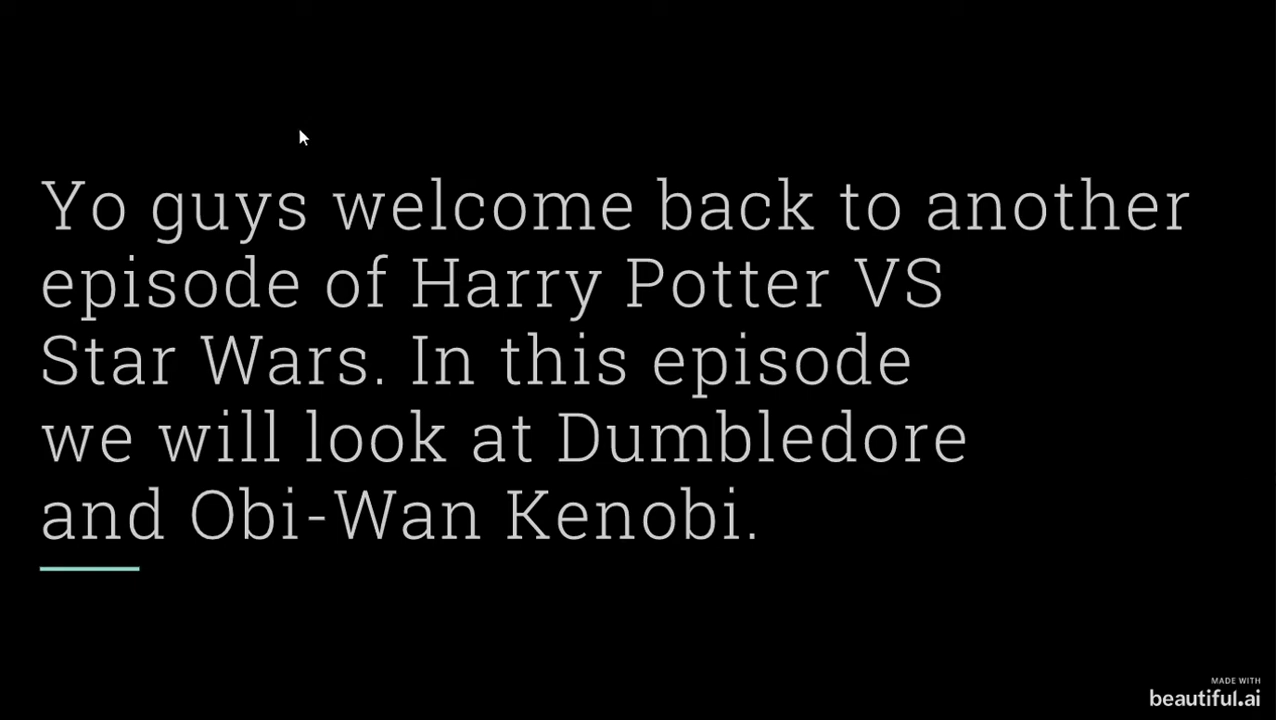 Yo guys welcome back to another
episode of Harry Potter VS
Star Wars. In this episode
we will look at Dumbledore
and Obi-Wan Kenobi.
MADE WITH
beautiful.ai